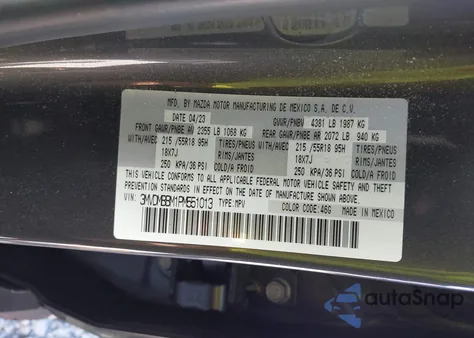 MFD. BY MAZDA MOTOR MANUFACTURING DE MEXICO S.A. DE C.V.
DATE 04/23 GVWR/PNBV 4381 LB 1987 KG
FRONT GAWR/PNBE AV 2355 LB 1068 KG REAR GAWR/PNBE AR 2072 LB 940 KG
WITH/AVEC 215 /55R18 95H TIRES/PNEUS WITH/AVEC 215 /55R18 95H TIRES/PNEUS
18X7J RIMS/JANTES 18X7J RIMS/JANTES
250 KPA/36 PSI COLD/A FROID 250 KPA/36 PSI COLD/A FROID
THIS VEHICLE CONFORMS TO ALL APPLICABLE FEDERAL MOTOR VEHICLE SAFETY, BUMPER, AND THEFT
PREVENTION STANDARDS IN EFFECT ON THE DATE OF MANUFACTURE SHOWN ABOVE.
VIN: 3MVDMBBM1PM551013 TYPE:MPV COLOR CODE:46G MADE IN MEXICO
autoSnap